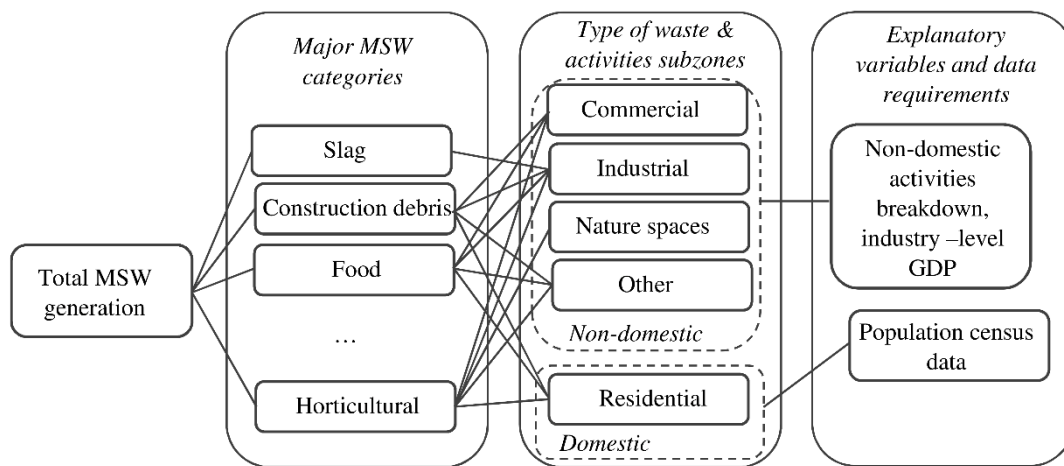 Major MSW
categories
Type of waste &
activities subzones
Explanatory
variables and data
requirements
Total MSW
generation
Slag
Construction debris
Food
...
Horticultural
Commercial
Industrial
Nature spaces
Other
Non-domestic
Residential
Domestic
Non-domestic
activities
breakdown,
industry –level
GDP
Population census
data